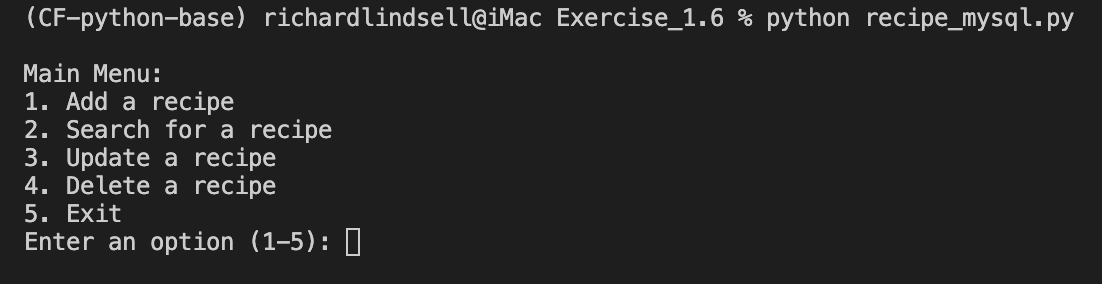 (CF-python-base) richardlindsell@iMac Exercise_1.6 % python recipe_mysql.py
Main Menu:
1. Add a recipe
2. Search for a recipe
3. Update a recipe
4. Delete a recipe
5. Exit
Enter an option (1-5):